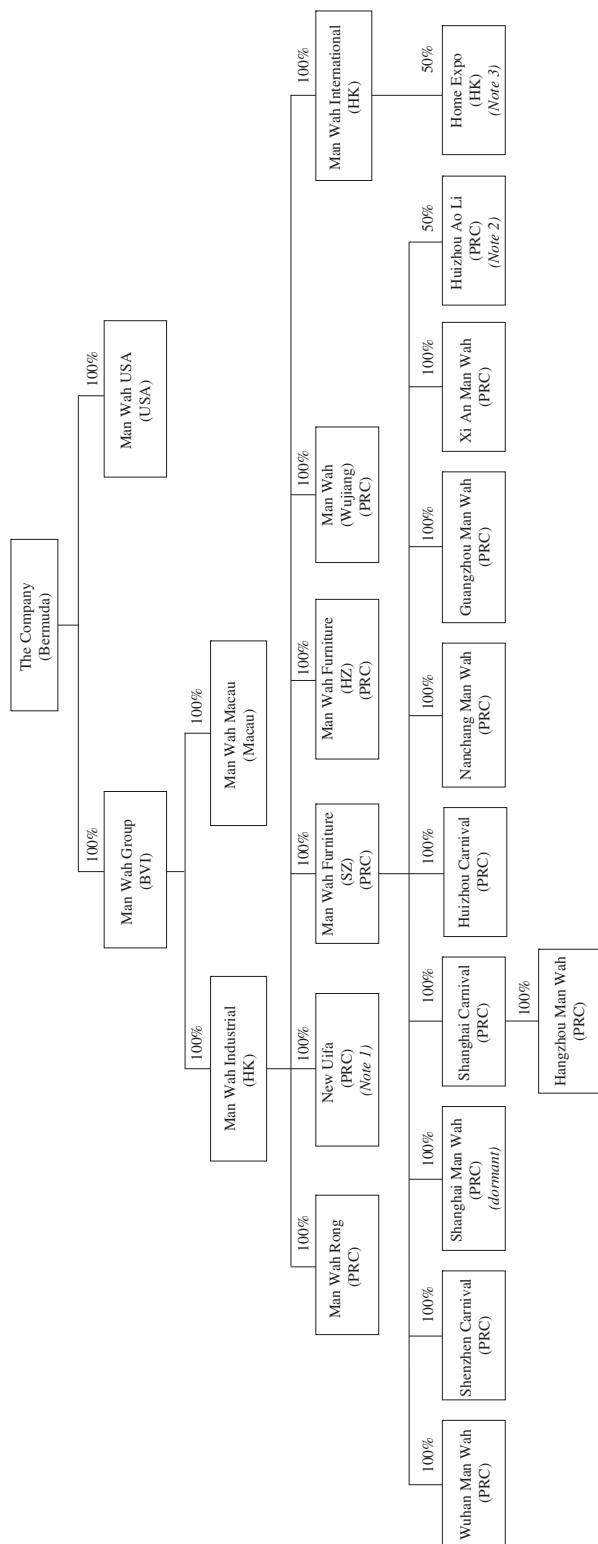 The Company
(Bermuda)
100%
100%
Man Wah Group
(BVI)
Man Wah USA
(USA)
100%
100%
Man Wah Industrial
(HK)
Man Wah Macau
(Macau)
100%
100%
100%
100%
100%
100%
Man Wah Rong
(PRC)
New Uifa
(PRC)
(Note 1)
Man Wah Furniture
(SZ)
(PRC)
Man Wah Furniture
(HZ)
(PRC)
Man Wah
(Wujiang)
(PRC)
Man Wah International
(HK)
100%
100%
100%
100%
100%
100%
100%
100%
50%
50%
Wuhan Man Wah
(PRC)
Shenzhen Carnival
(PRC)
Shanghai Man Wah
(PRC)
(dormant)
Shanghai Carnival
(PRC)
Huizhou Carnival
(PRC)
Nanchang Man Wah
(PRC)
Guangzhou Man Wah
(PRC)
Xi An Man Wah
(PRC)
Huizhou Ao Li
(PRC)
(Note 2)
Home Expo
(HK)
(Note 3)
100%
Hangzhou Man Wah
(PRC)